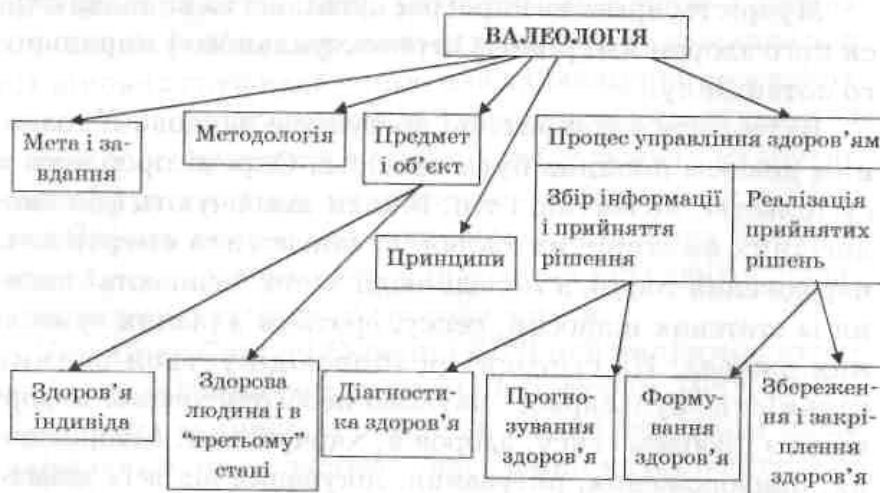 ВАЛЕОЛОГІЯ
Мета і за-
вдання
Методологія
Предмет
і об’єкт
Принципи
Процес управління здоров'ям
Збір інформації
і прийняття
рішення
Реалізація
прийнятих
рішень
Здоров'я
індивіда
Здорова
людина і в
“третьому”
стані
Діагности-
ка здоров'я
Прогно-
зування
здоров'я
Форму-
вання
здоров'я
Збережен-
ня і закрі-
плення
здоров'я